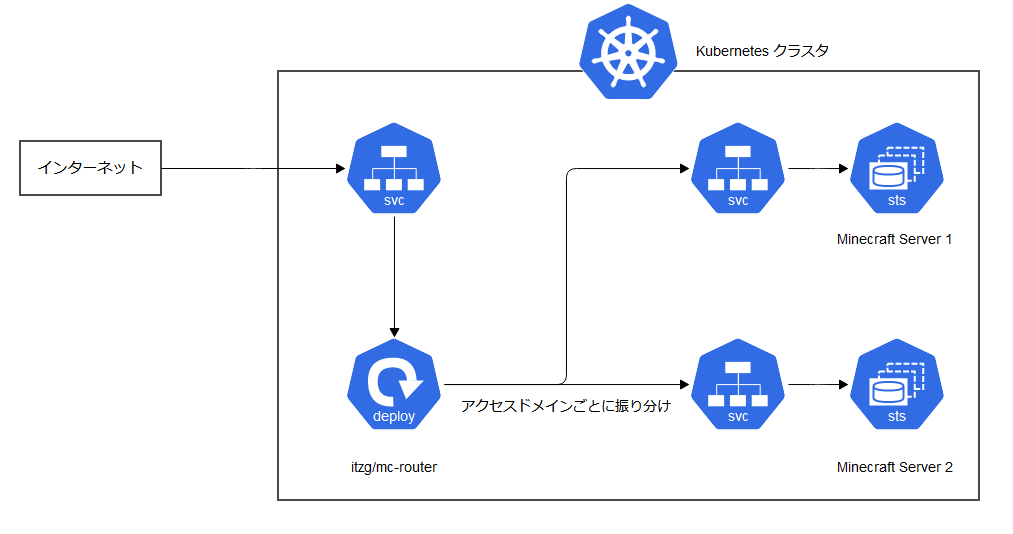 Kubernetes クラスタ
インターネット
svc
svc
sts
Minecraft Server 1
deploy
アクセスドメインごとに振り分け
svc
sts
itzg/mc-router
Minecraft Server 2